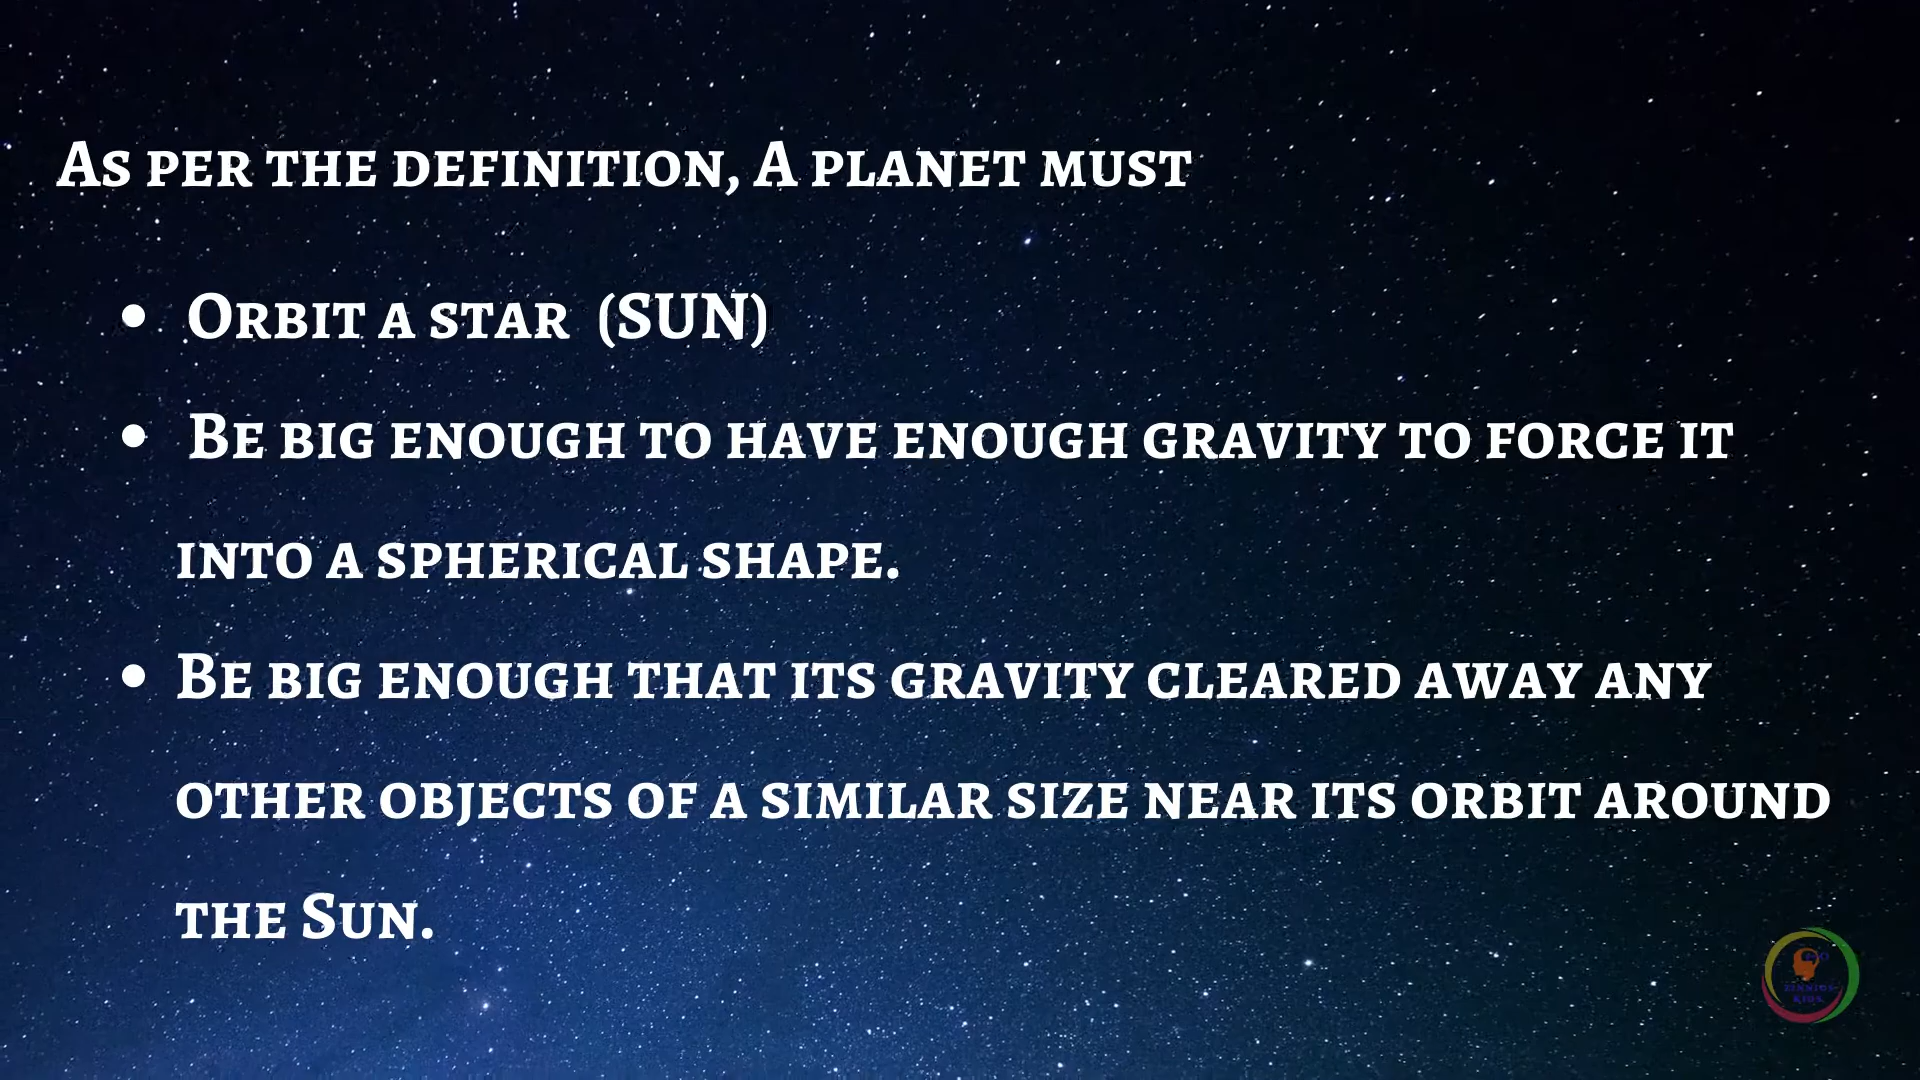 As per the definition, A planet must
• Orbit a star (SUN)
• Be big enough to have enough gravity to force it
into a spherical shape.
• Be big enough that its gravity cleared away any
other objects of a similar size near its orbit around
the Sun.
KIDS